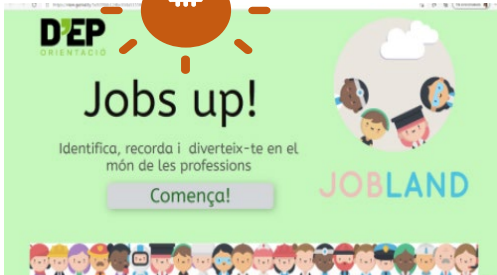 D'EP
ORIENTACIÓ
Jobs up!
Identifica, recorda i diverteix-te en el
món de les professions
Comença!
JOBLAND